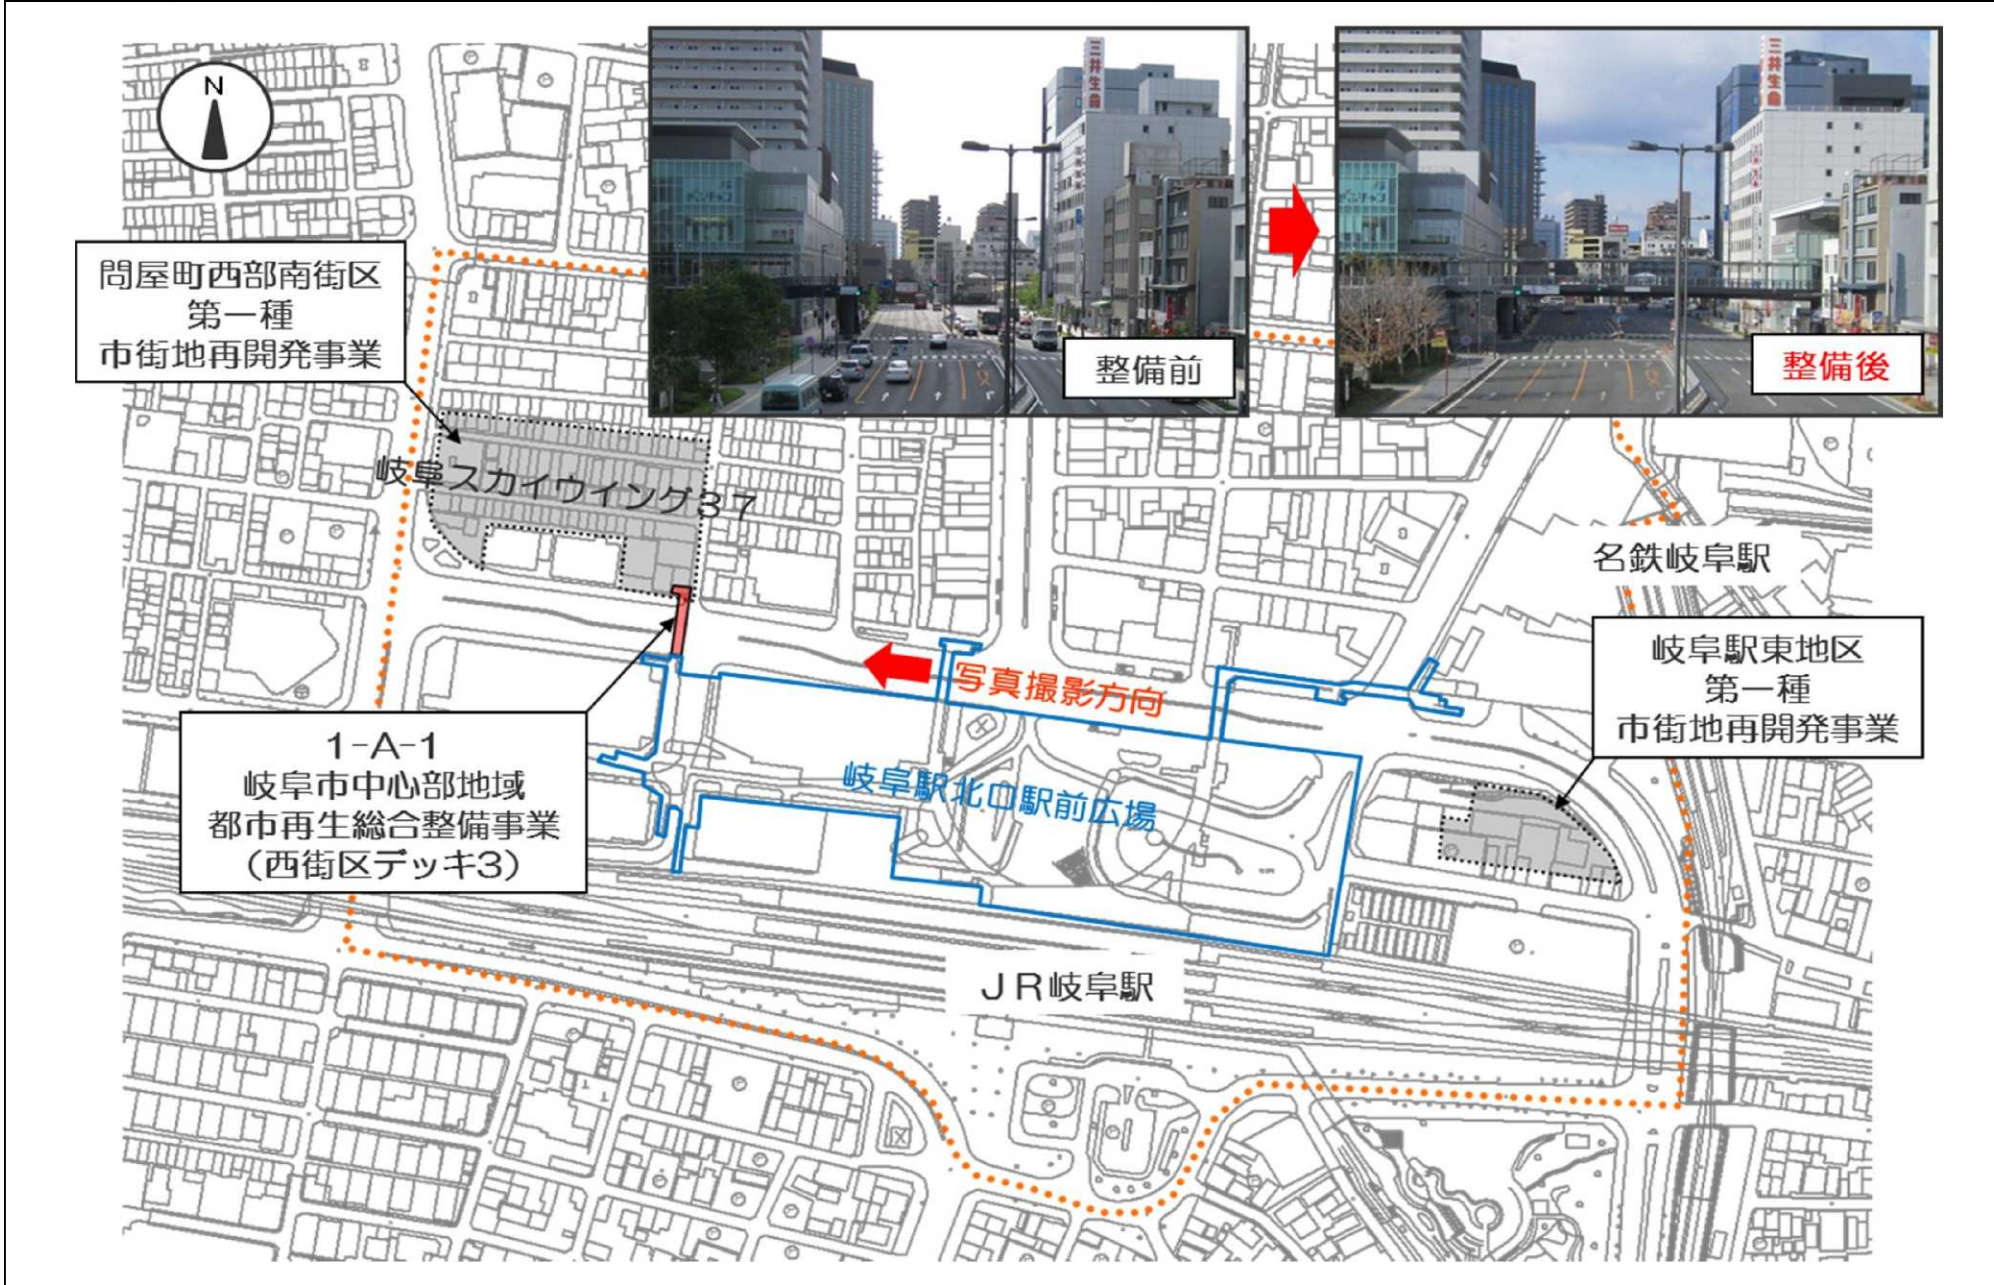 N
三井生命
整備前
三井生命
整備後
問屋町西部南街区
第一種
市街地再開発事業
岐阜スカイウイング37
名鉄岐阜駅
岐阜駅東地区
第一種
市街地再開発事業
写真撮影方向
1-A-1
岐阜市中心部地域
都市再生総合整備事業
(西街区デッキ3)
岐阜駅北口駅前広場
JR岐阜駅